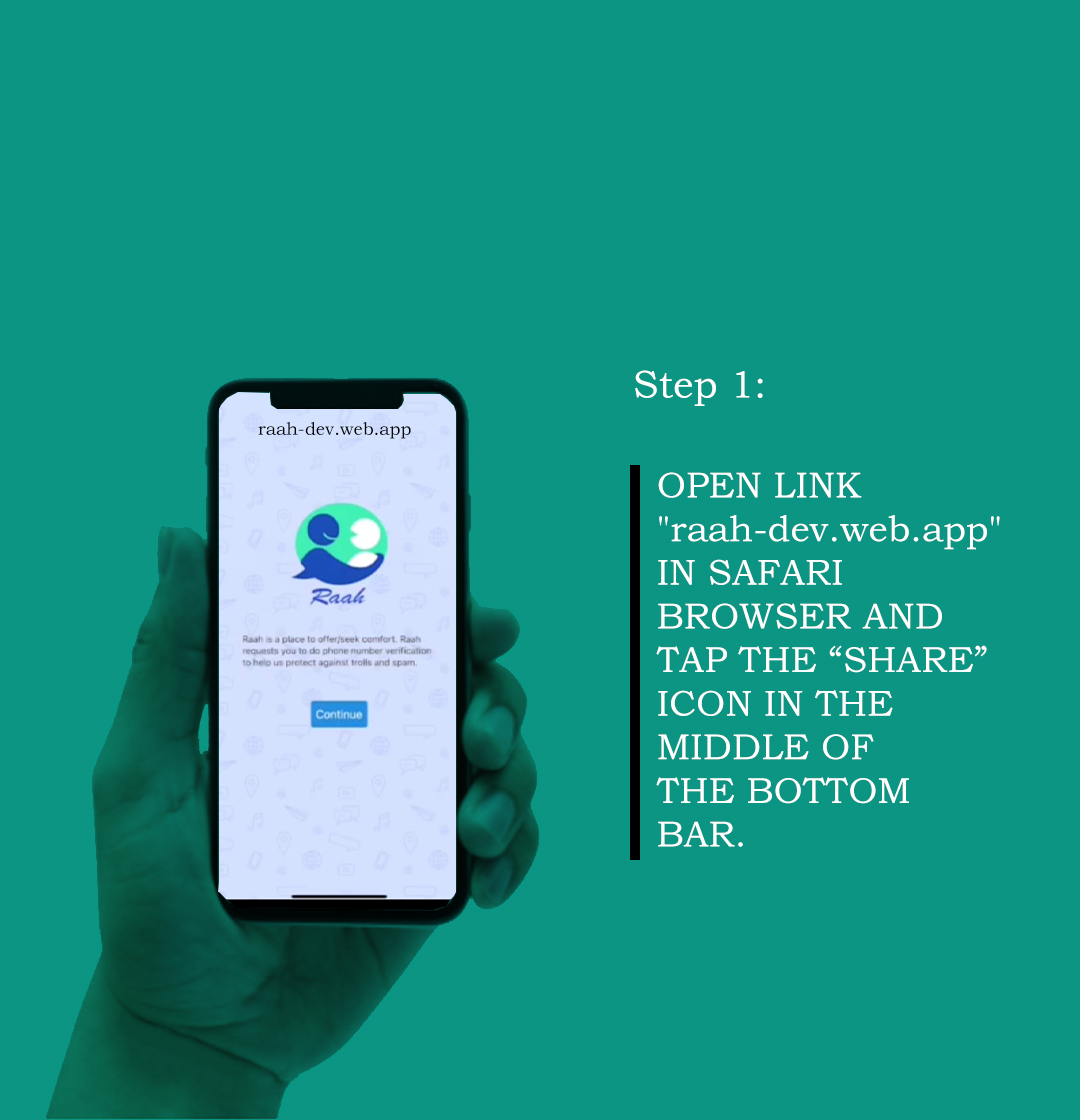 raah-dev.web.app
Raah
Raah is a place to offer/seek comfort. Raah
requests you to do phone number verification
to help us protect against trolls and spam.
Continue
Step 1:
OPEN LINK
"raah-dev.web.app"
IN SAFARI
BROWSER AND
TAP THE “SHARE”
ICON IN THE
MIDDLE OF
THE BOTTOM
BAR.